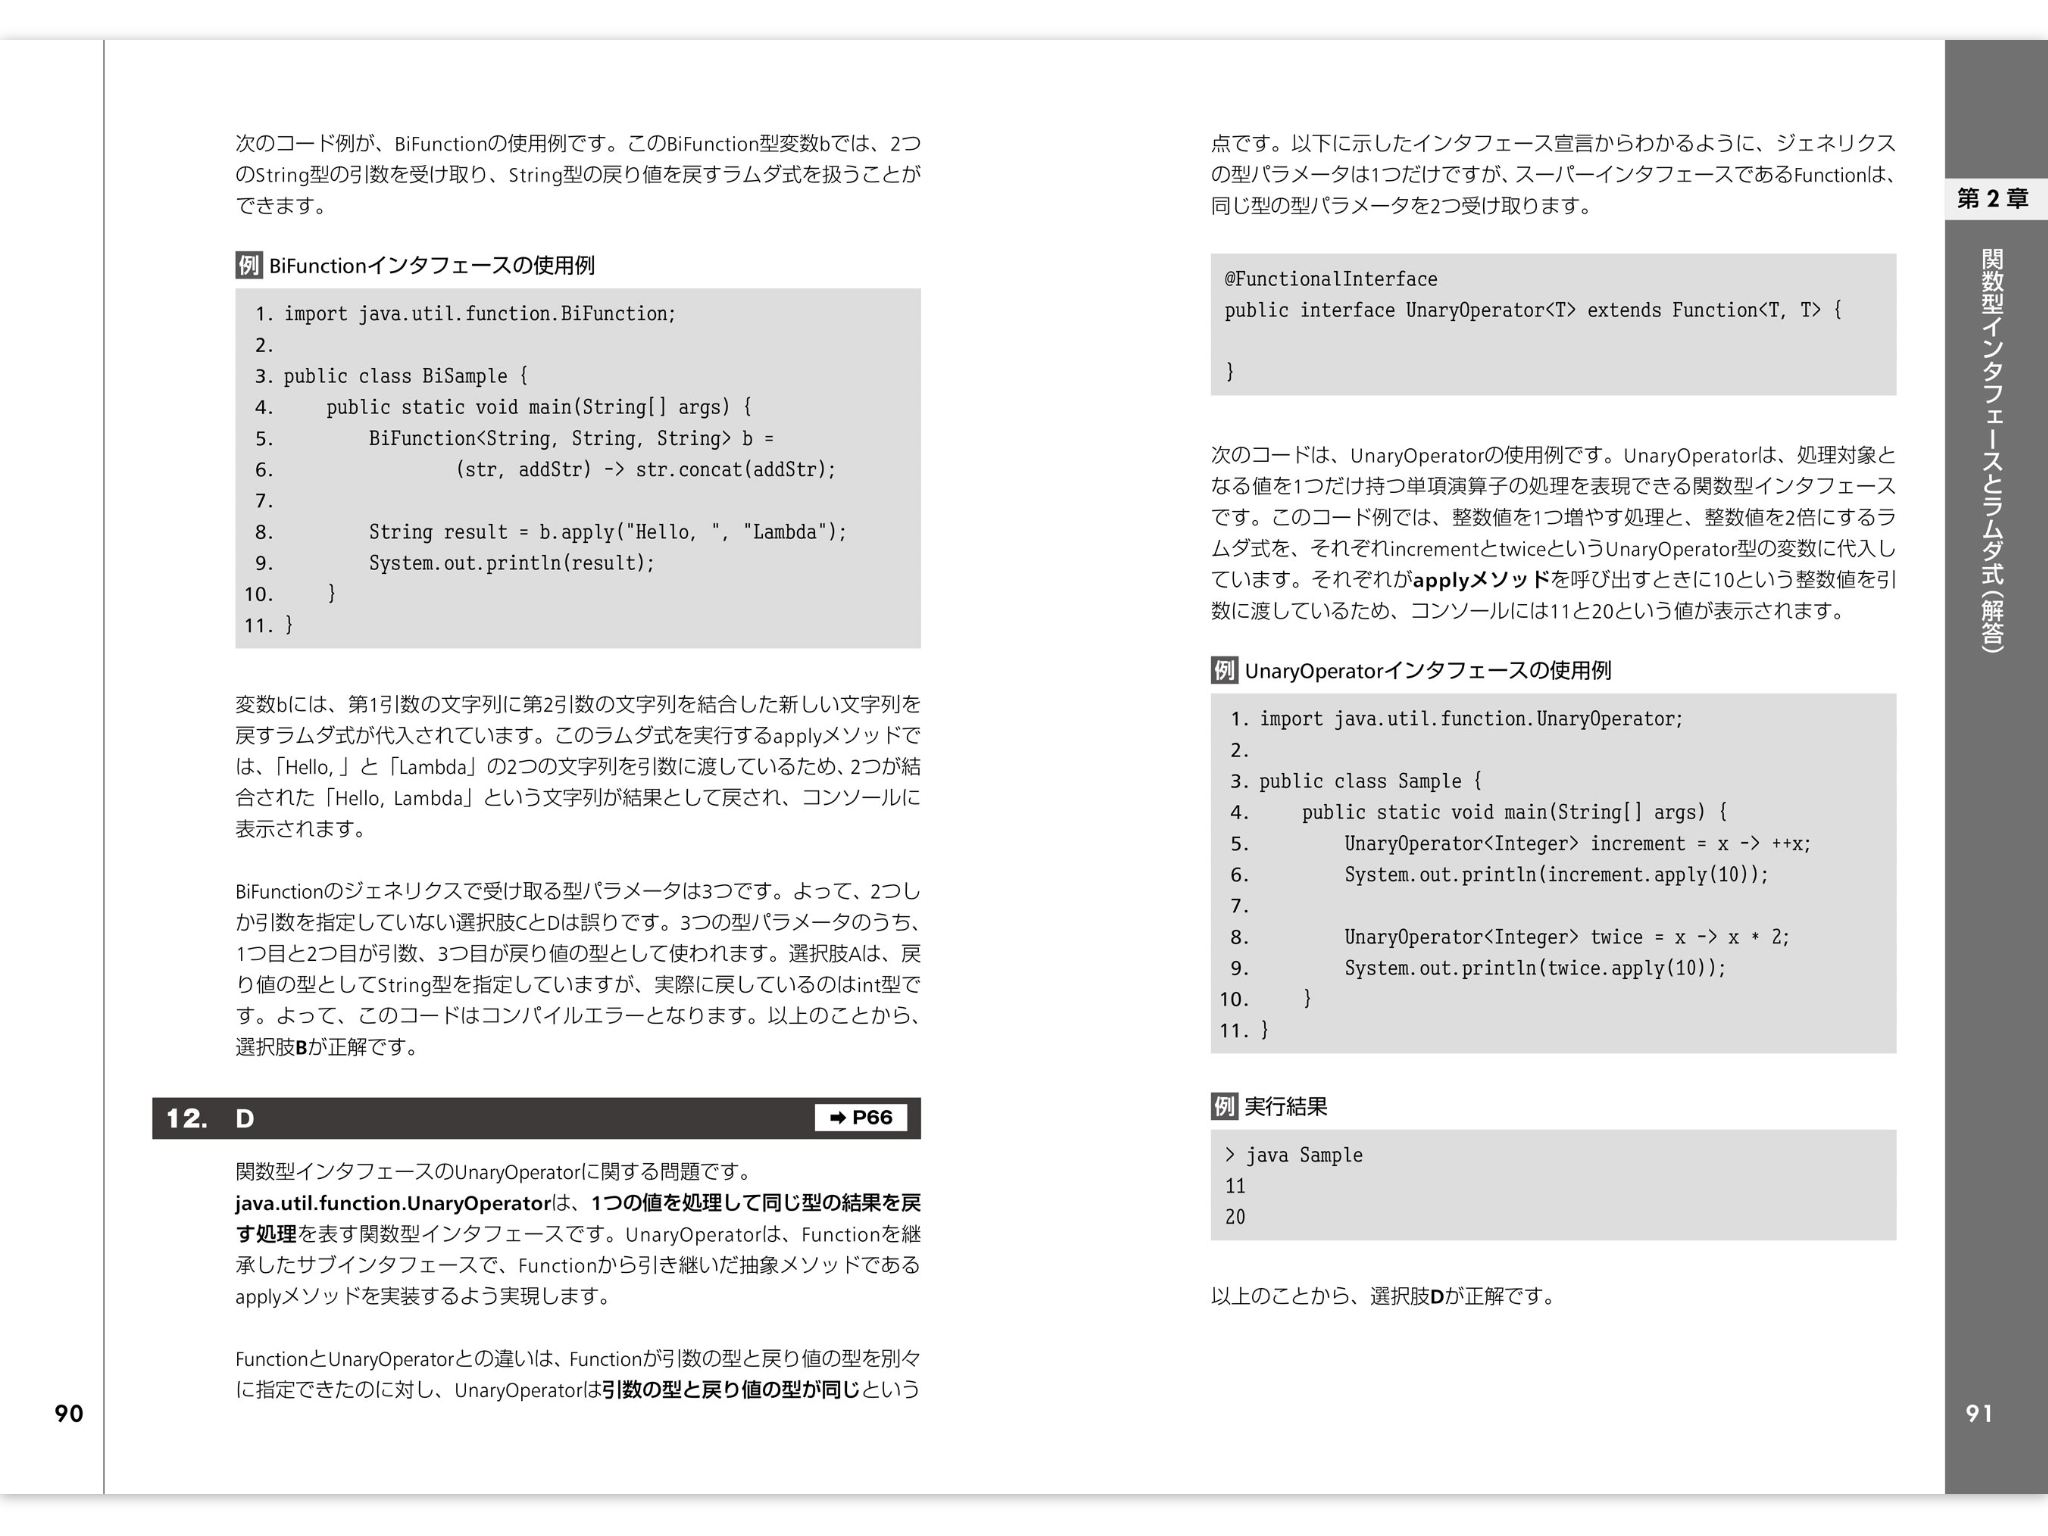 次のコード例が、BiFunctionの使用例です。このBiFunction型変数bでは、2つ
のString型の引数を受け取り、String型の戻り値を戻すラムダ式を扱うことが
できます。
例 BiFunctionインタフェースの使用例
1. import java.util.function.BiFunction;
2.
3. public class BiSample {
4.     public static void main(String[] args) {
5.         BiFunction<String, String, String> b =
6.                 (str, addStr) -> str.concat(addStr);
7.
8.         String result = b.apply("Hello, ", "Lambda");
9.         System.out.println(result);
10.     }
11. }
変数bには、第1引数の文字列に第2引数の文字列を結合した新しい文字列を
戻すラムダ式が代入されています。このラムダ式を実行するapplyメソッドで
は、「Hello, 」と「Lambda」の2つの文字列を引数に渡しているため、2つが結
合された「Hello, Lambda」という文字列が結果として戻され、コンソールに
表示されます。
BiFunctionのジェネリクスで受け取る型パラメータは3つです。よって、2つし
か引数を指定していない選択肢CとDは誤りです。3つの型パラメータのうち、
1つ目と2つ目が引数、3つ目が戻り値の型として使われます。選択肢Aは、戻
り値の型としてString型を指定していますが、実際に戻しているのはint型で
す。よって、このコードはコンパイルエラーとなります。以上のことから、
選択肢Bが正解です。
12. D ➡ P66
関数型インタフェースのUnaryOperatorに関する問題です。
java.util.function.UnaryOperatorは、1つの値を処理して同じ型の結果を戻
す処理を表す関数型インタフェースです。UnaryOperatorは、Functionを継
承したサブインタフェースで、Functionから引き継いだ抽象メソッドである
applyメソッドを実装するよう実現します。
FunctionとUnaryOperatorとの違いは、Functionが引数の型と戻り値の型を別々
に指定できたのに対し、UnaryOperatorは引数の型と戻り値の型が同じという
90
点です。以下に示したインタフェース宣言からわかるように、ジェネリクス
の型パラメータは1つだけですが、スーパーインタフェースであるFunctionは、
同じ型の型パラメータを2つ受け取ります。
@FunctionalInterface
public interface UnaryOperator<T> extends Function<T, T> {
}
次のコードは、UnaryOperatorの使用例です。UnaryOperatorは、処理対象と
なる値を1つだけ持つ単項演算子の処理を表現できる関数型インタフェース
です。このコード例では、整数値を1つ増やす処理と、整数値を2倍にするラ
ムダ式を、それぞれincrementとtwiceというUnaryOperator型の変数に代入し
ています。それぞれがapplyメソッドを呼び出すときに10という整数値を引
数に渡しているため、コンソールには11と20という値が表示されます。
例 UnaryOperatorインタフェースの使用例
1. import java.util.function.UnaryOperator;
2.
3. public class Sample {
4.     public static void main(String[] args) {
5.         UnaryOperator<Integer> increment = x -> ++x;
6.         System.out.println(increment.apply(10));
7.
8.         UnaryOperator<Integer> twice = x -> x * 2;
9.         System.out.println(twice.apply(10));
10.     }
11. }
例 実行結果
> java Sample
11
20
以上のことから、選択肢Dが正解です。
第2章
関数型インタフェースとラムダ式（解答）
91